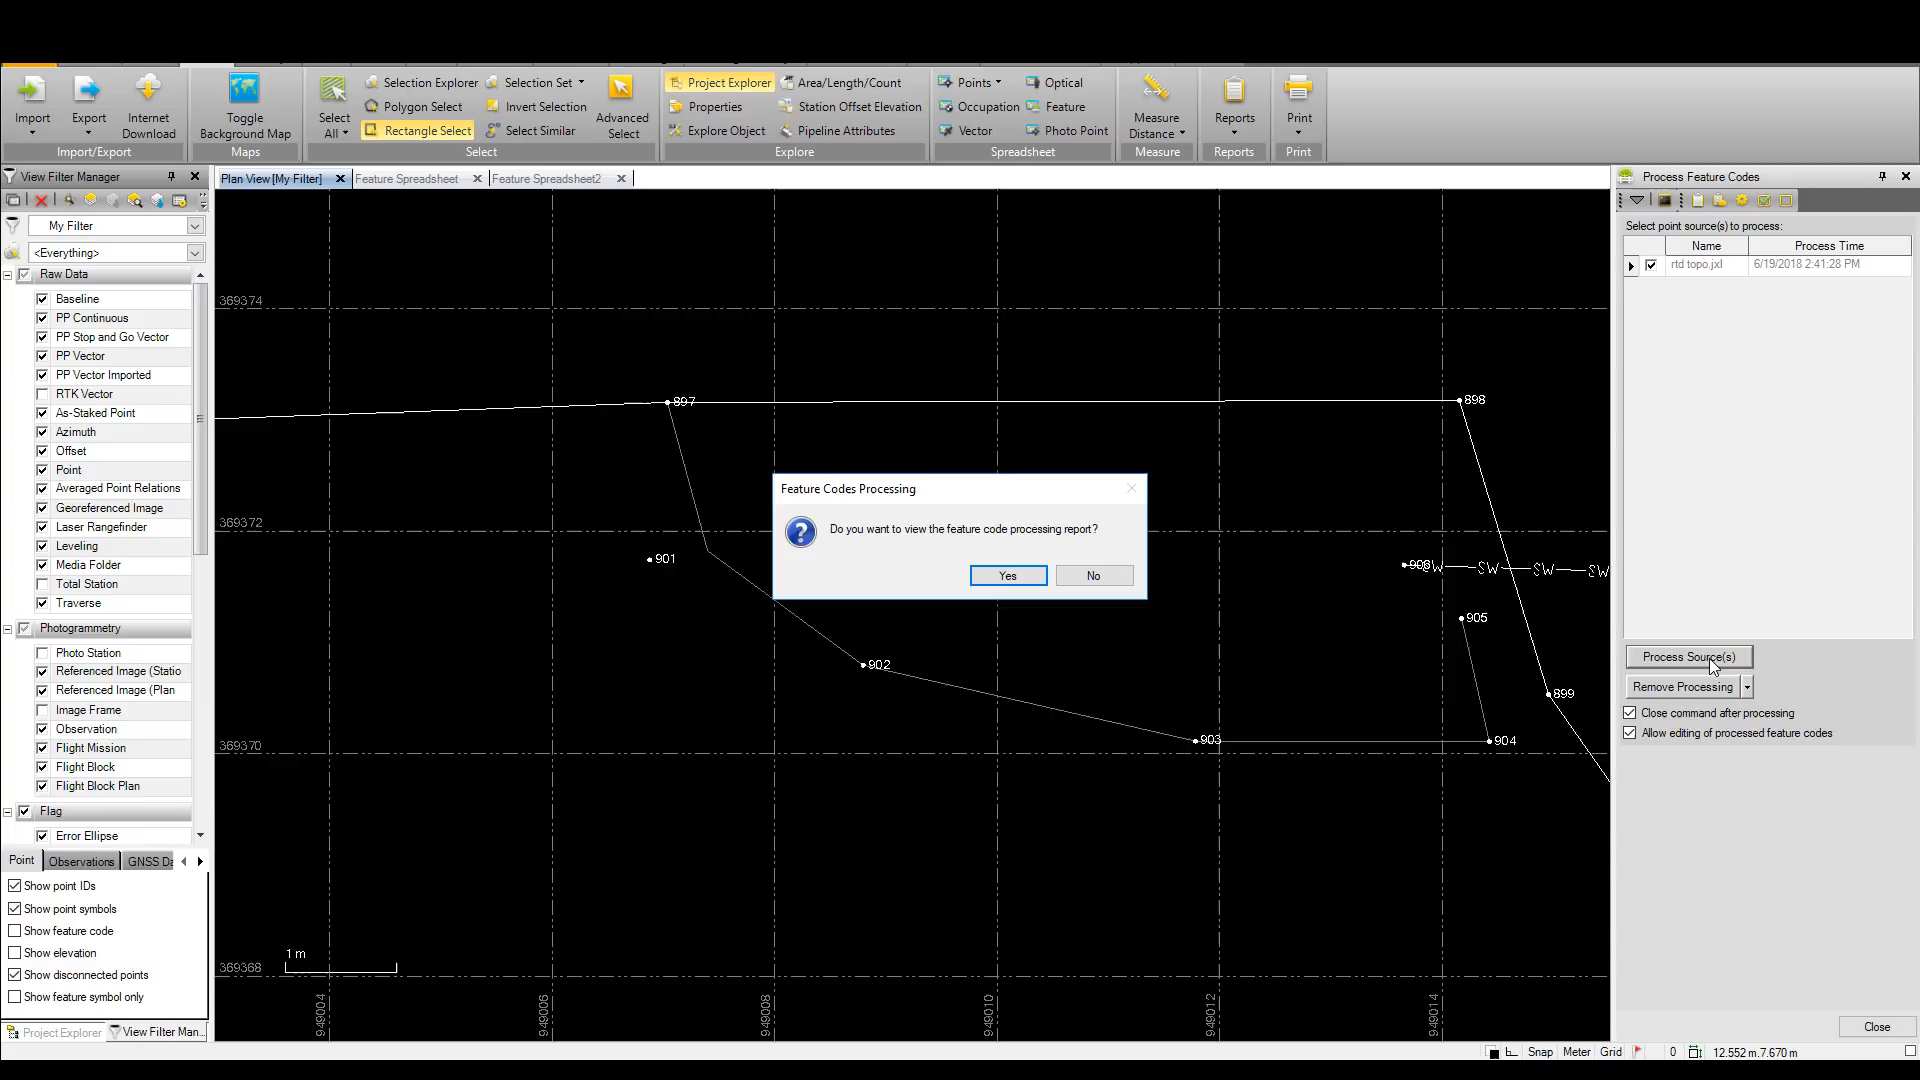 Import
Export
Internet
Download
Import/Export
Toggle
Background Map
Maps
Select
All
Selection Explorer
Polygon Select
Rectangle Select
Selection Set
Invert Selection
Select Similar
Advanced
Select
Select
Project Explorer
Properties
Explore Object
Area/Length/Count
Station Offset Elevation
Pipeline Attributes
Explore
Points
Occupation
Vector
Optical
Feature
Photo Point
Spreadsheet
Measure
Distance
Measure
Reports
Reports
Print
Print
View Filter Manager
My Filter
<Everything>
Raw Data
Baseline
PP Continuous
PP Stop and Go Vector
PP Vector
PP Vector Imported
RTK Vector
As-Staked Point
Azimuth
Offset
Point
Averaged Point Relations
Georeferenced Image
Laser Rangefinder
Leveling
Media Folder
Total Station
Traverse
Photogrammetry
Photo Station
Referenced Image (Statio
Referenced Image (Plan
Image Frame
Observation
Flight Mission
Flight Block
Flight Block Plan
Flag
Error Ellipse
Point
Observations
GNSS Da
Show point IDs
Show point symbols
Show feature code
Show elevation
Show disconnected points
Show feature symbol only
Project Explorer
View Filter Man...
Plan View [My Filter]
Feature Spreadsheet
Feature Spreadsheet2
369374
897
898
369372
901
SW
SW
SW
SW
905
902
899
903
904
369370
1 m
369368
949004
949006
949008
949010
949012
949014
Feature Codes Processing
Do you want to view the feature code processing report?
Yes
No
Process Feature Codes
Select point source(s) to process:
Name
Process Time
rtd topo.jxl
6/19/2018 2:41:28 PM
Process Source(s)
Remove Processing
Close command after processing
Allow editing of processed feature codes
Close
Snap
Meter
Grid
0
12.552 m,7.670 m